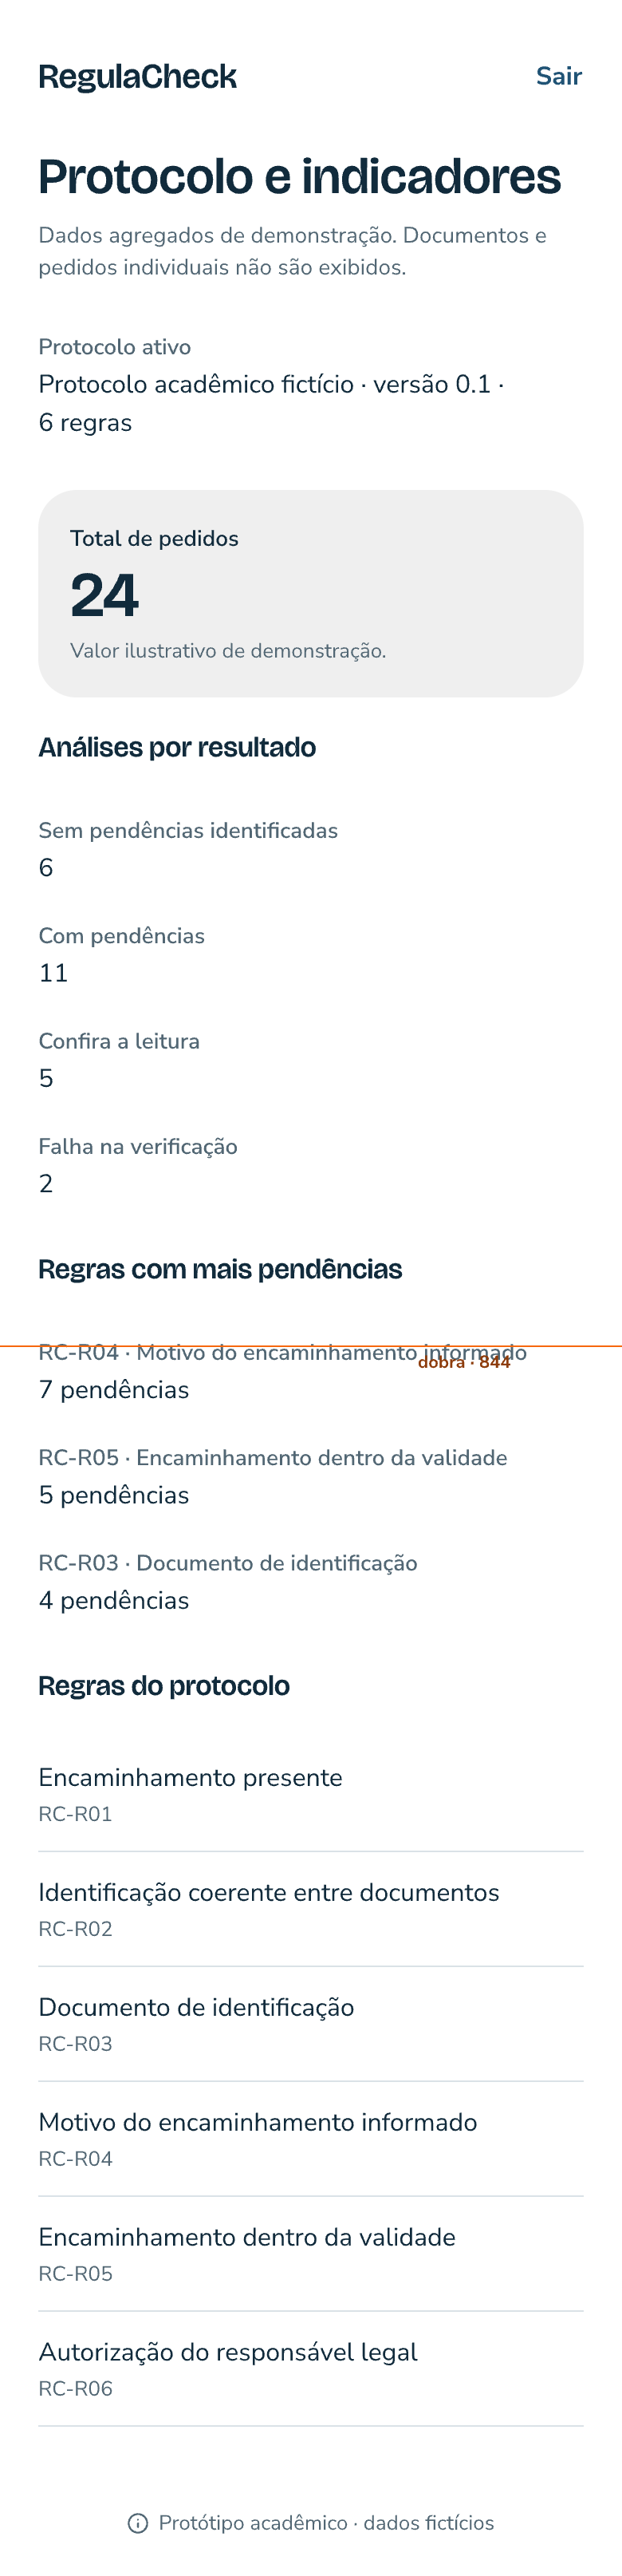 RegulaCheck
Sair
Protocolo e indicadores
Dados agregados de demonstração. Documentos e
pedidos individuais não são exibidos.
Protocolo ativo
Protocolo acadêmico fictício · versão 0.1 ·
6 regras
Total de pedidos
24
Valor ilustrativo de demonstração.
Análises por resultado
Sem pendências identificadas
6
Com pendências
11
Confira a leitura
5
Falha na verificação
2
Regras com mais pendências
RC-R04 · Motivo do encaminhamento informado
dobra · 844
7 pendências
RC-R05 · Encaminhamento dentro da validade
5 pendências
RC-R03 · Documento de identificação
4 pendências
Regras do protocolo
Encaminhamento presente
RC-R01
Identificação coerente entre documentos
RC-R02
Documento de identificação
RC-R03
Motivo do encaminhamento informado
RC-R04
Encaminhamento dentro da validade
RC-R05
Autorização do responsável legal
RC-R06
Protótipo acadêmico · dados fictícios